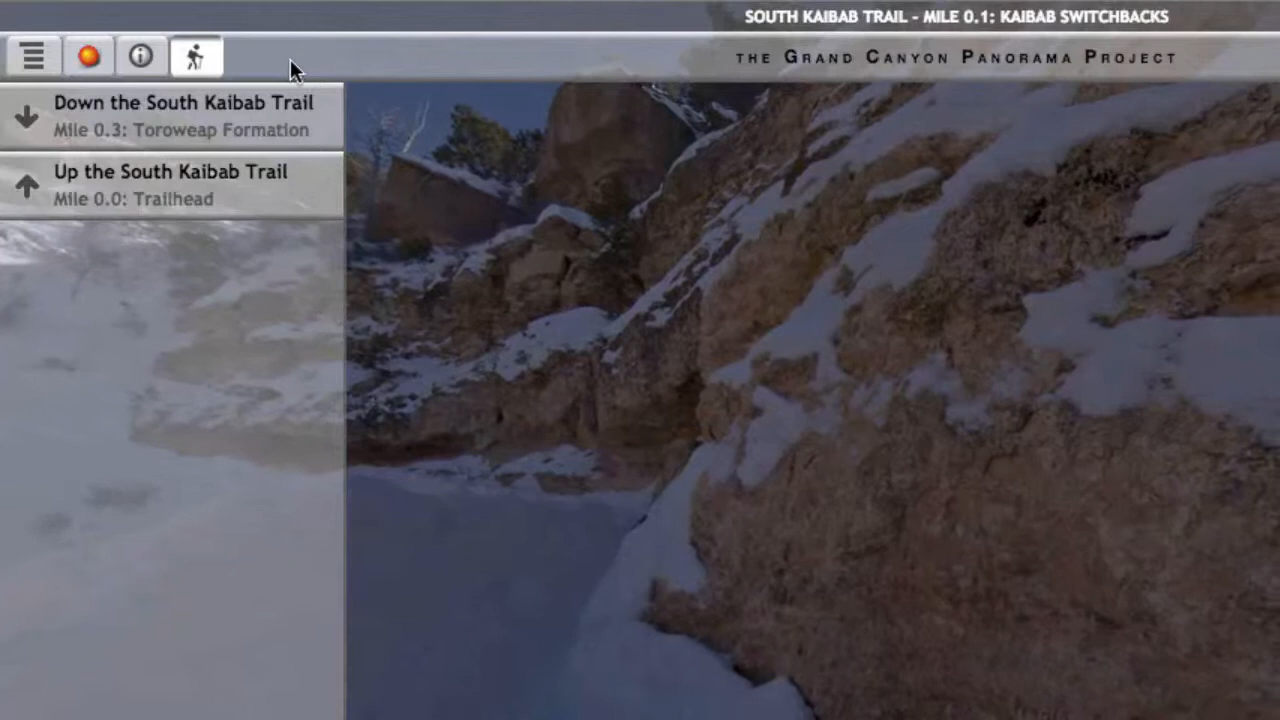 SOUTH KAIBAB TRAIL - MILE 0.1: KAIBAB SWITCHBACKS
THE GRAND CANYON PANORAMA PROJECT
Down the South Kaibab Trail
Mile 0.3: Toroweap Formation
Up the South Kaibab Trail
Mile 0.0: Trailhead